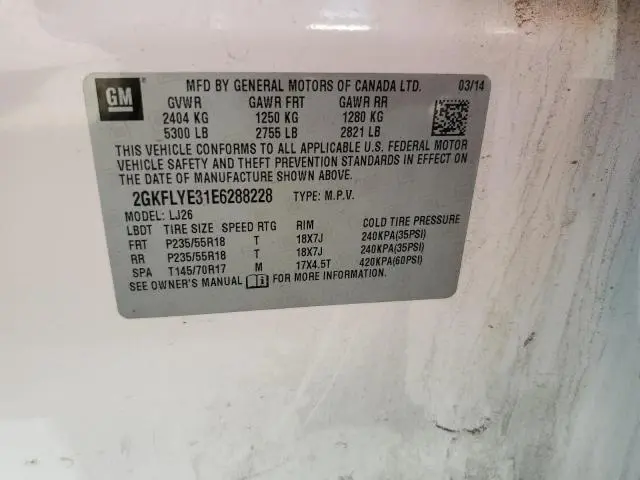 GM
MFD BY GENERAL MOTORS OF CANADA LTD. 03/14
GVWR GAWR FRT GAWR RR
2404 KG 1250 KG 1280 KG
5300 LB 2755 LB 2821 LB
THIS VEHICLE CONFORMS TO ALL APPLICABLE U.S. FEDERAL MOTOR
VEHICLE SAFETY AND THEFT PREVENTION STANDARDS IN EFFECT ON
THE DATE OF MANUFACTURE SHOWN ABOVE.
2GKFLYE31E6288228 TYPE: M.P.V.
MODEL: LJ26
LBDT TIRE SIZE SPEED RTG RIM COLD TIRE PRESSURE
FRT P235/55R18 T 18X7J 240KPA(35PSI)
RR P235/55R18 T 18X7J 240KPA(35PSI)
SPA T145/70R17 M 17X4.5T 420KPA(60PSI)
SEE OWNER'S MANUAL FOR MORE INFORMATION.